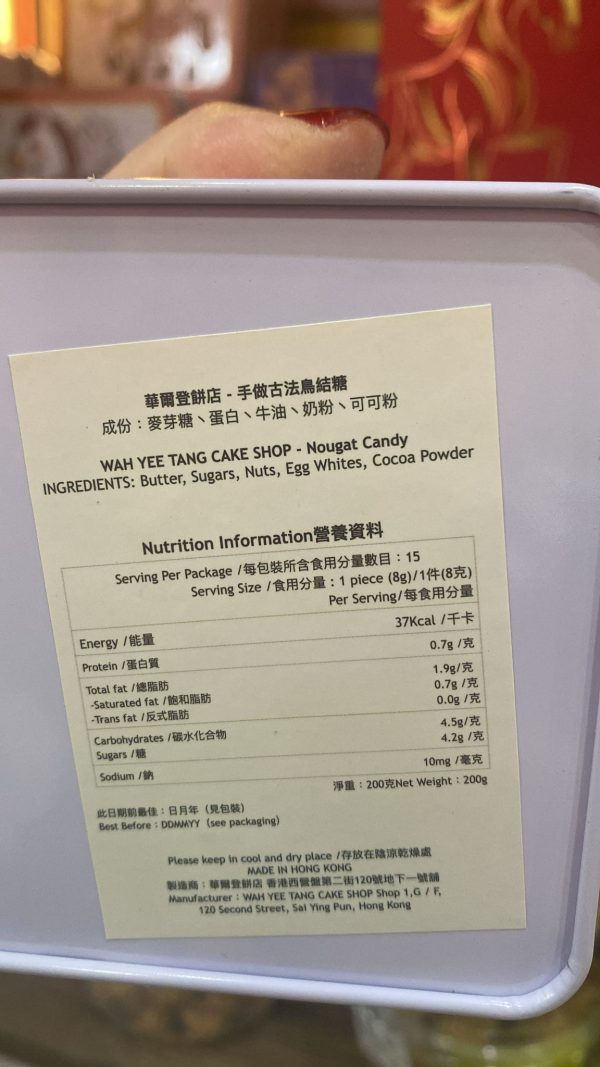 華爾登餅店 - 手做古法鳥結糖
成份：麥芽糖、蛋白、牛油、奶粉、可可粉
WAH YEE TANG CAKE SHOP - Nougat Candy
INGREDIENTS: Butter, Sugars, Nuts, Egg Whites, Cocoa Powder
Nutrition Information營養資料
Serving Per Package /每包裝所含食用分量數目：15
Serving Size /食用分量：1 piece (8g)/1件(8克)
Per Serving/每食用分量
Energy /能量 37Kcal /千卡
Protein /蛋白質 0.7g /克
Total fat /總脂肪 1.9g/克
-Saturated fat /飽和脂肪 0.7g /克
-Trans fat /反式脂肪 0.0g /克
Carbohydrates /碳水化合物 4.5g/克
Sugars /糖 4.2g /克
Sodium /鈉 10mg /毫克
淨重：200克Net Weight：200g
此日期前最佳：日月年（見包裝）
Best Before：DDMMYY（see packaging）
Please keep in cool and dry place /存放在陰涼乾燥處
MADE IN HONG KONG
製造商：華爾登餅店 香港西營盤第二街120號地下一號舖
Manufacturer：WAH YEE TANG CAKE SHOP Shop 1,G / F,
120 Second Street, Sai Ying Pun, Hong Kong